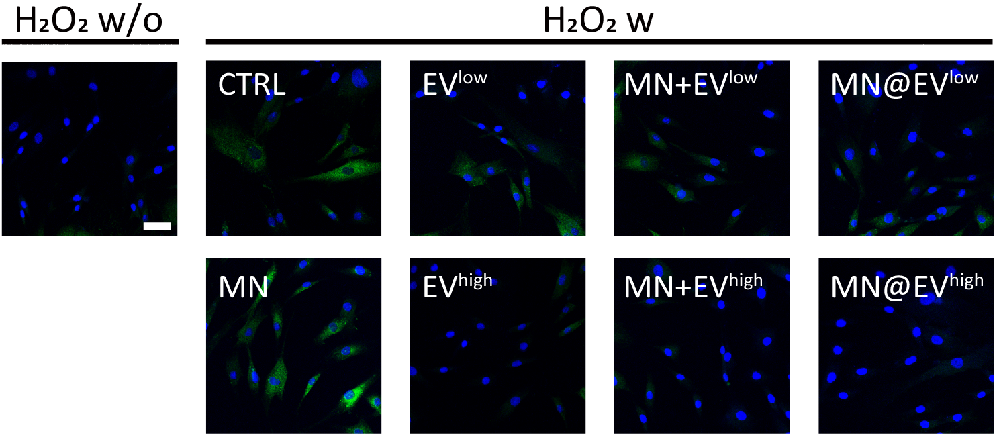 H₂O₂ w/o
H₂O₂ w
CTRL
EVlow
MN+EVlow
MN@EVlow
MN
EVhigh
MN+EVhigh
MN@EVhigh